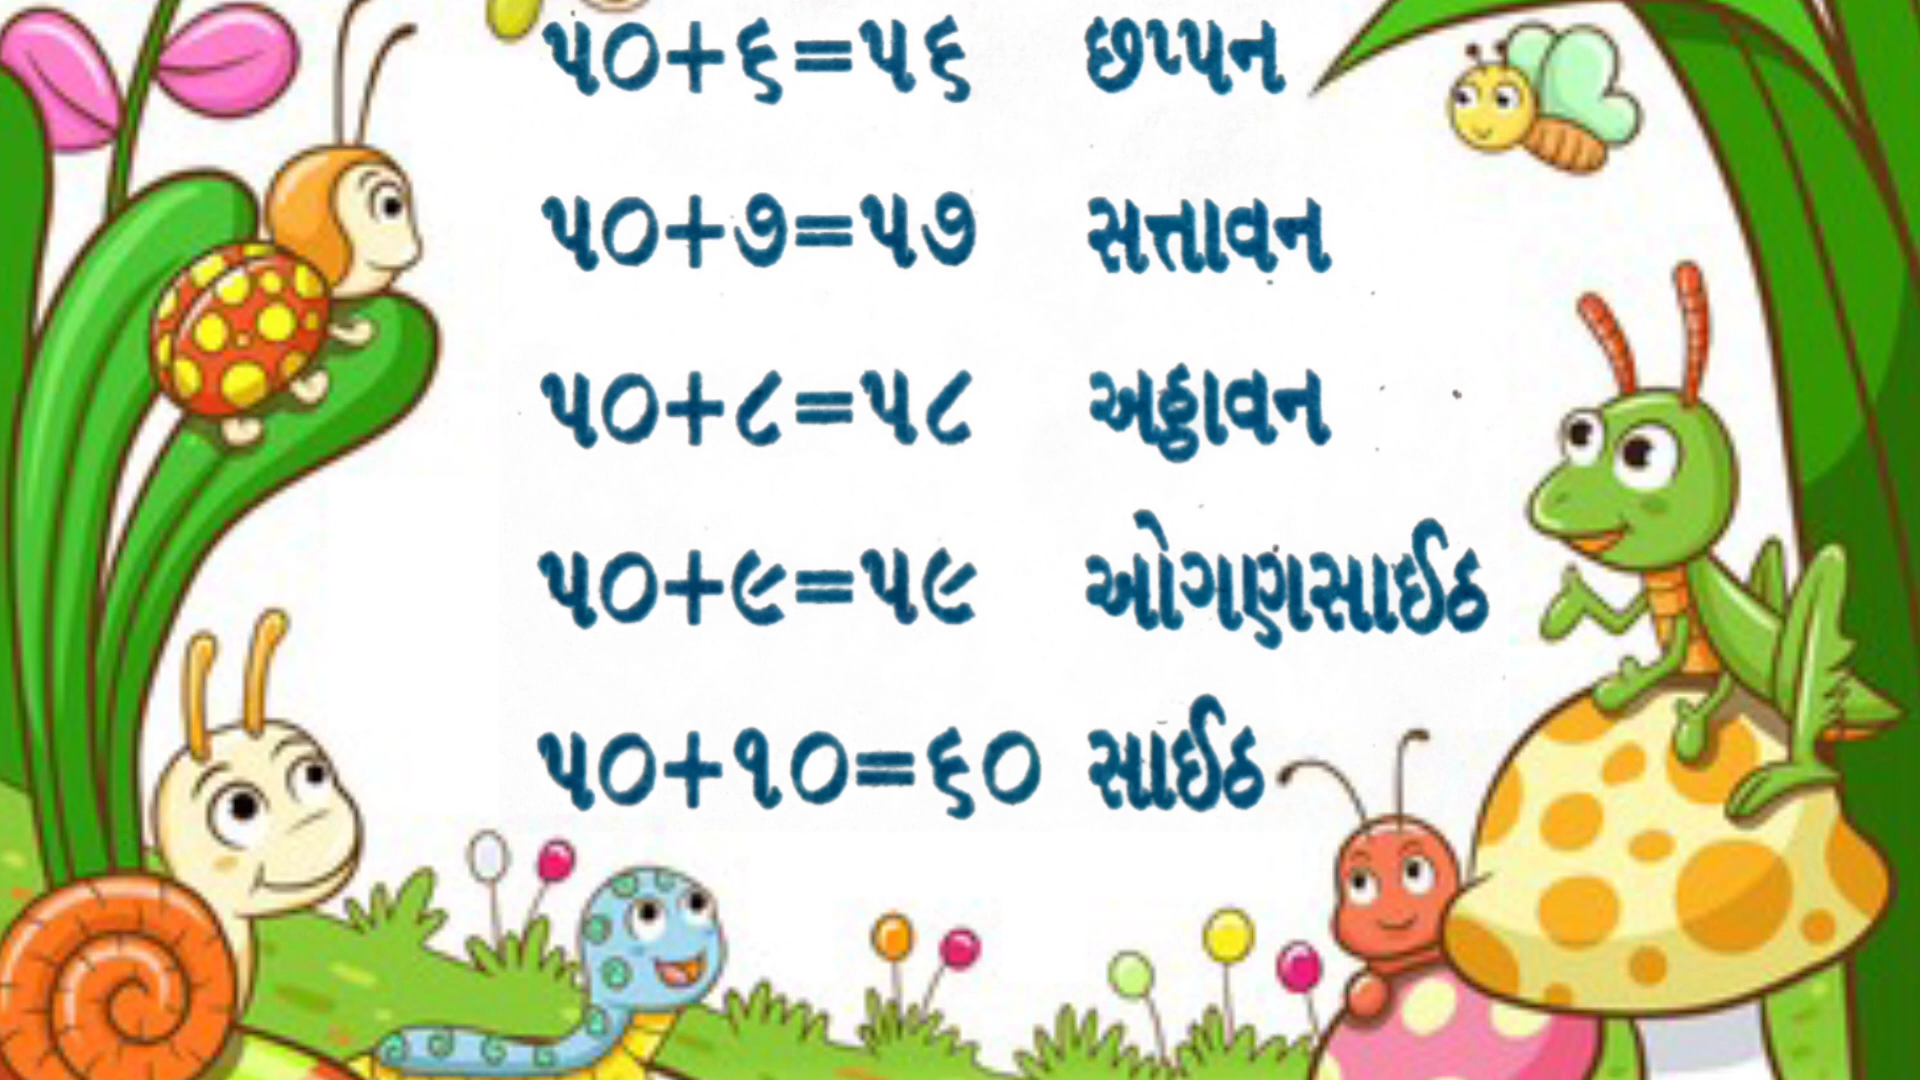 ૫૦+૬=૫૬ છપ્પન
૫૦+૭=૫૭ સત્તાવન
૫૦+૮=૫૮ અઠ્ઠાવન
૫૦+૯=૫૯ ઓગણસાઈઠ
૫૦+૧૦=૬૦ સાઈઠ